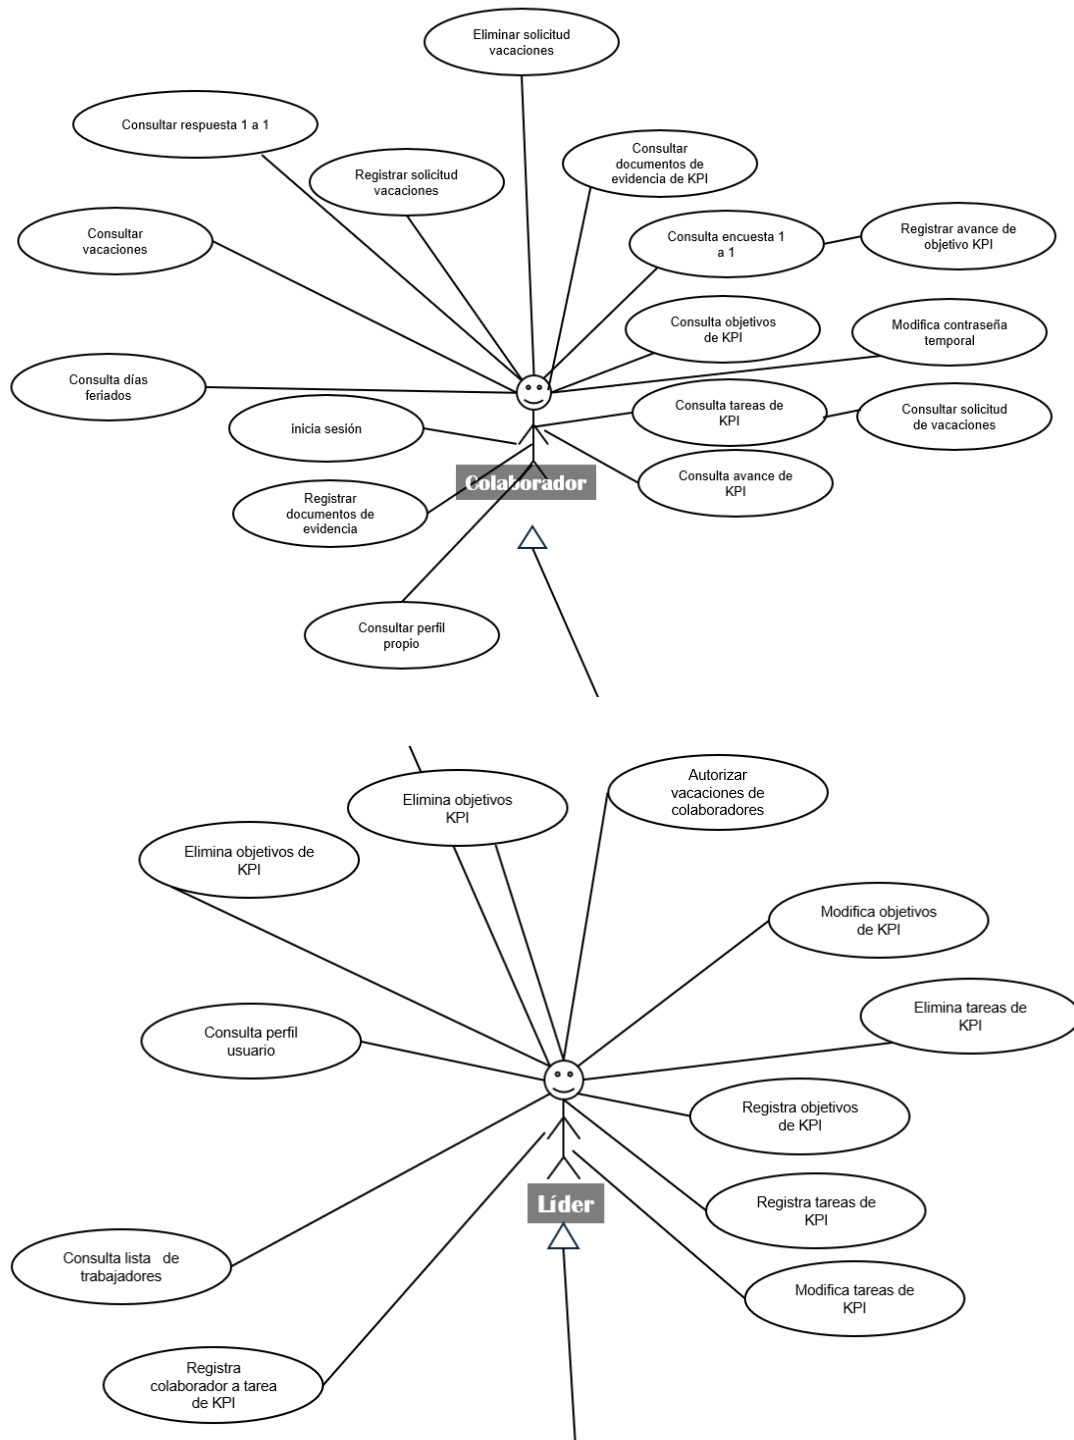 Eliminar solicitud
vacaciones
Consultar respuesta 1 a 1
Registrar solicitud
vacaciones
Consultar
documentos de
evidencia de KPI
Consultar
vacaciones
Consulta encuesta 1
a 1
Registrar avance de
objetivo KPI
Consulta objetivos
de KPI
Modifica contraseña
temporal
Consulta días
feriados
inicia sesión
Consulta tareas de
KPI
Consultar solicitud
de vacaciones
Colaborador
Consulta avance de
KPI
Registrar
documentos de
evidencia
Consultar perfil
propio
Elimina objetivos
KPI
Autorizar
vacaciones de
colaboradores
Elimina objetivos de
KPI
Modifica objetivos
de KPI
Elimina tareas de
KPI
Consulta perfil
usuario
Registra objetivos
de KPI
Líder
Registra tareas de
KPI
Consulta lista de
trabajadores
Modifica tareas de
KPI
Registra
colaborador a tarea
de KPI